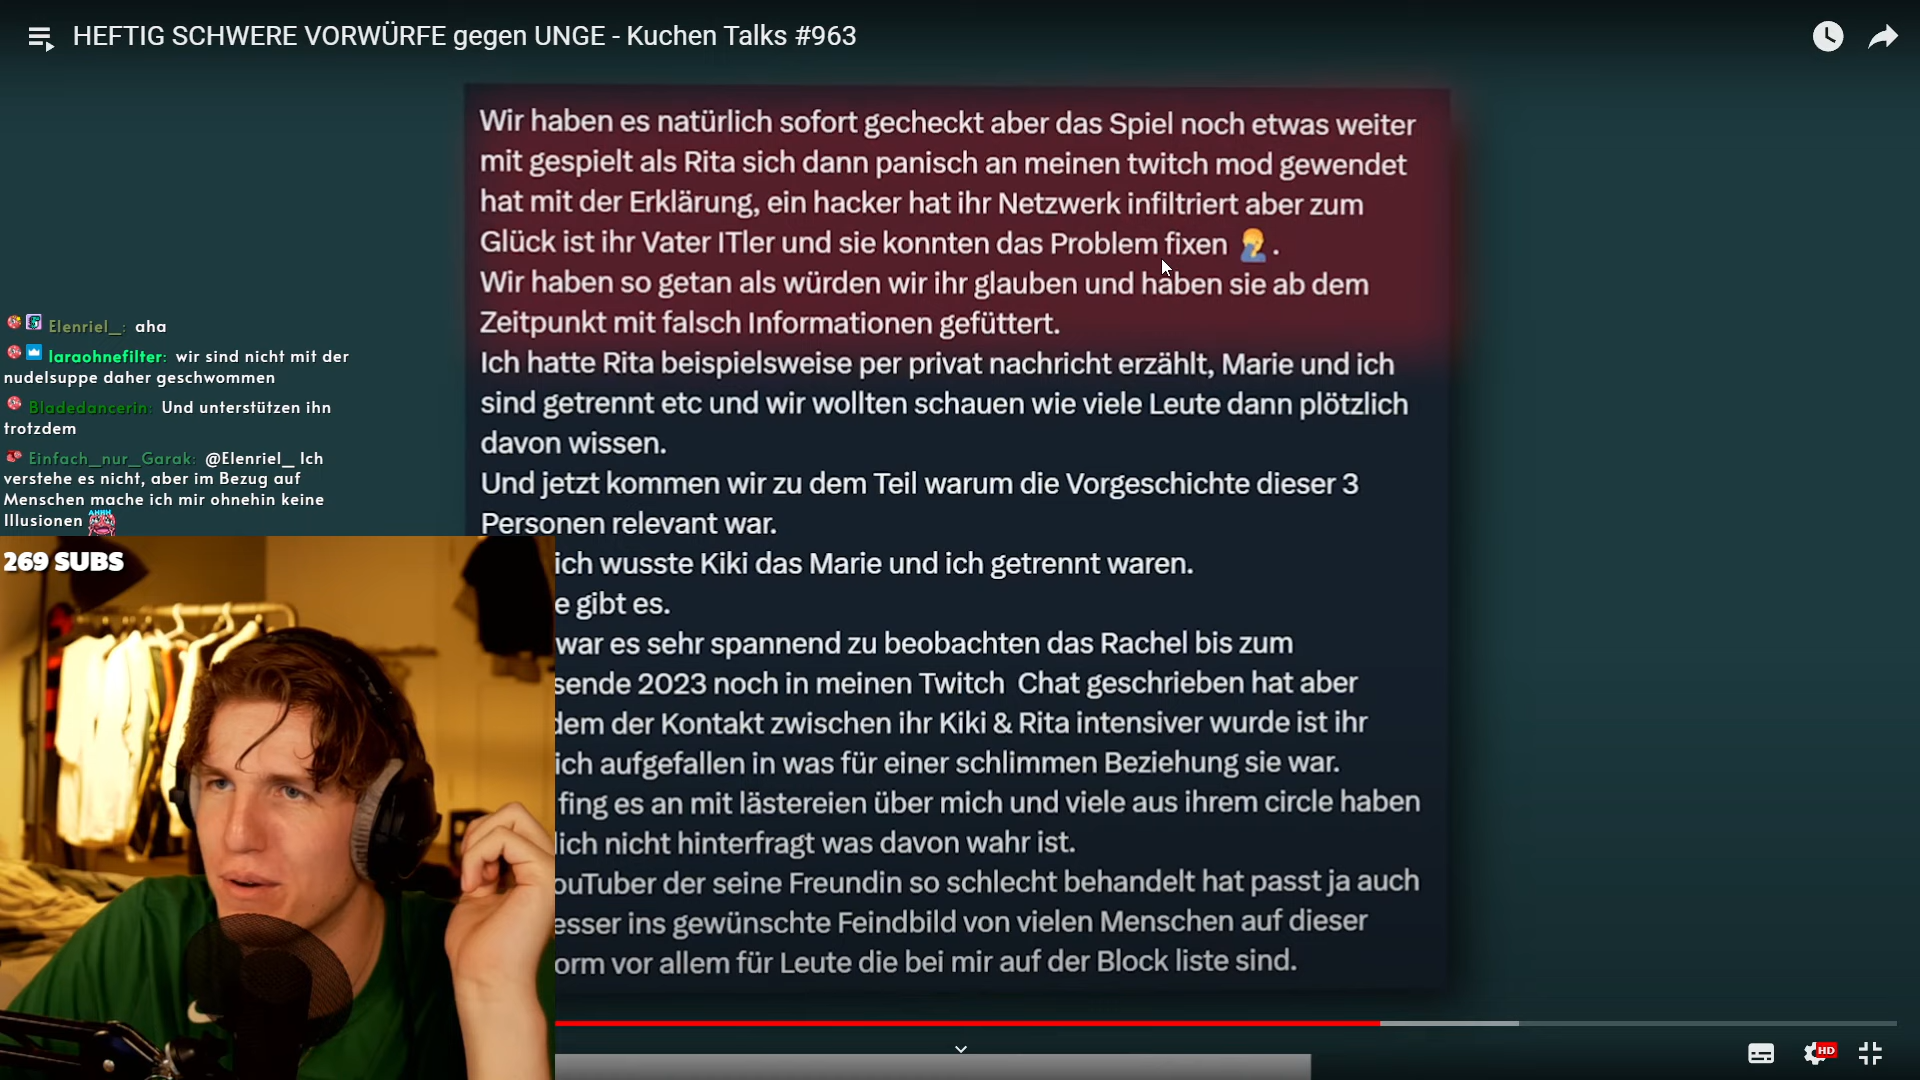 HEFTIG SCHWERE VORWÜRFE gegen UNGE - Kuchen Talks #963
Wir haben es natürlich sofort gecheckt aber das Spiel noch etwas weiter
mit gespielt als Rita sich dann panisch an meinen twitch mod gewendet
hat mit der Erklärung, ein hacker hat ihr Netzwerk infiltriert aber zum
Glück ist ihr Vater ITler und sie konnten das Problem fixen 🤦‍♂️.
Wir haben so getan als würden wir ihr glauben und haben sie ab dem
Zeitpunkt mit falsch Informationen gefüttert.
Ich hatte Rita beispielsweise per privat nachricht erzählt, Marie und ich
sind getrennt etc und wir wollten schauen wie viele Leute dann plötzlich
davon wissen.
Und jetzt kommen wir zu dem Teil warum die Vorgeschichte dieser 3
Personen relevant war.
ich wusste Kiki das Marie und ich getrennt waren.
e gibt es.
war es sehr spannend zu beobachten das Rachel bis zum
sende 2023 noch in meinen Twitch Chat geschrieben hat aber
dem der Kontakt zwischen ihr Kiki & Rita intensiver wurde ist ihr
ich aufgefallen in was für einer schlimmen Beziehung sie war.
fing es an mit lästereien über mich und viele aus ihrem circle haben
lich nicht hinterfragt was davon wahr ist.
ouTuber der seine Freundin so schlecht behandelt hat passt ja auch
esser ins gewünschte Feindbild von vielen Menschen auf dieser
orm vor allem für Leute die bei mir auf der Block liste sind.
Elenriel_: aha
laraohnefilter: wir sind nicht mit der
nudelsuppe daher geschwommen
Bladedancerin: Und unterstützen ihn
trotzdem
Einfach_nur_Garak: @Elenriel_ Ich
verstehe es nicht, aber im Bezug auf
Menschen mache ich mir ohnehin keine
Illusionen
269 SUBS
HD